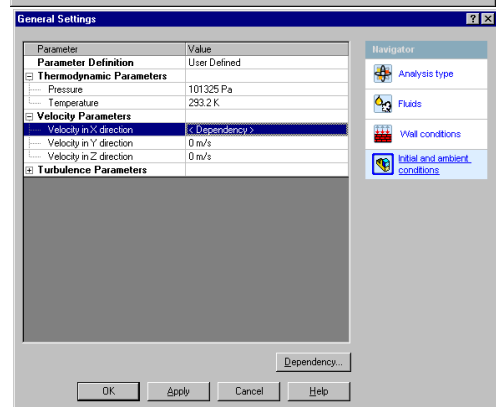 General Settings
Parameter Value
Parameter Definition User Defined
Thermodynamic Parameters
Pressure 101325 Pa
Temperature 293.2 K
Velocity Parameters
Velocity in X direction < Dependency >
Velocity in Y direction 0 m/s
Velocity in Z direction 0 m/s
Turbulence Parameters
Navigator
Analysis type
Fluids
Wall conditions
Initial and ambient
conditions
Dependency...
OK Apply Cancel Help